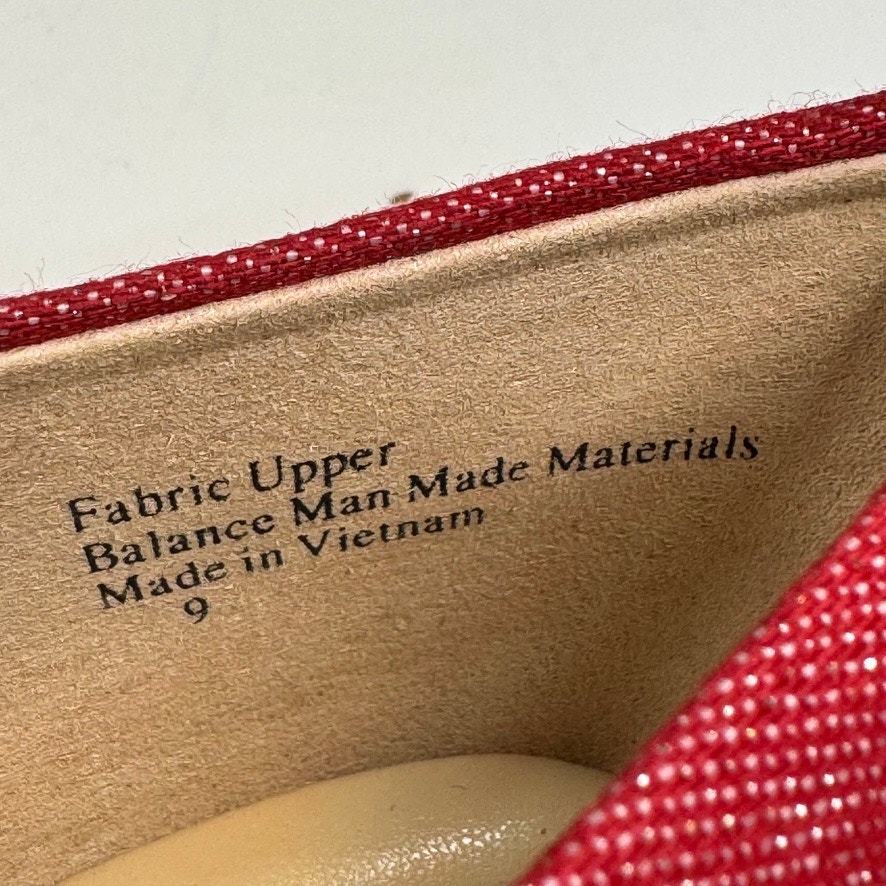 Fabric Upper
Balance Man Made Materials
Made in Vietnam
9